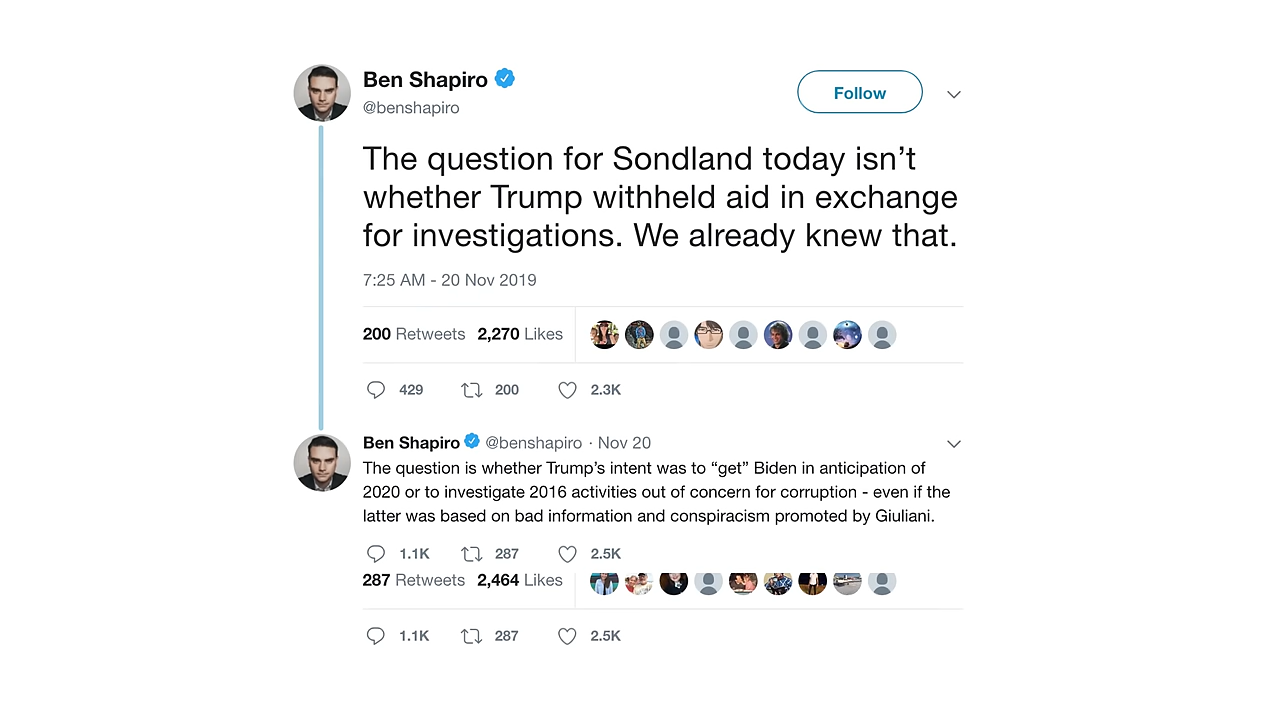 Ben Shapiro
@benshapiro
Follow
The question for Sondland today isn’t
whether Trump withheld aid in exchange
for investigations. We already knew that.
7:25 AM - 20 Nov 2019
200 Retweets 2,270 Likes
429 200 2.3K
Ben Shapiro @benshapiro · Nov 20
The question is whether Trump’s intent was to “get” Biden in anticipation of
2020 or to investigate 2016 activities out of concern for corruption - even if the
latter was based on bad information and conspiracism promoted by Giuliani.
1.1K 287 2.5K
287 Retweets 2,464 Likes
1.1K 287 2.5K